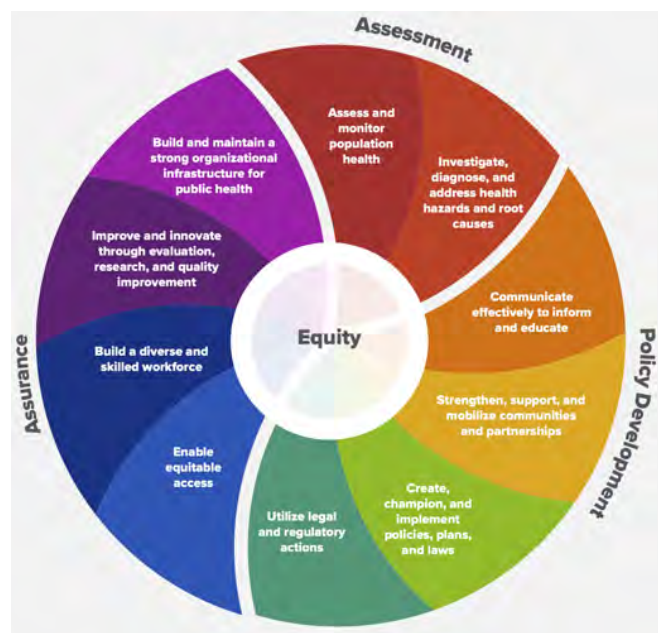 Assessment
Assess and
monitor
population
health
Investigate,
diagnose, and
address health
hazards and root
causes
Communicate
effectively to inform
and educate
Policy Development
Strengthen, support, and
mobilize communities
and partnerships
Create,
champion, and
implement
policies, plans,
and laws
Utilize legal
and regulatory
actions
Assurance
Enable
equitable
access
Build a diverse and
skilled workforce
Improve and innovate
through evaluation,
research, and quality
improvement
Build and maintain a
strong organizational
infrastructure for
public health
Equity